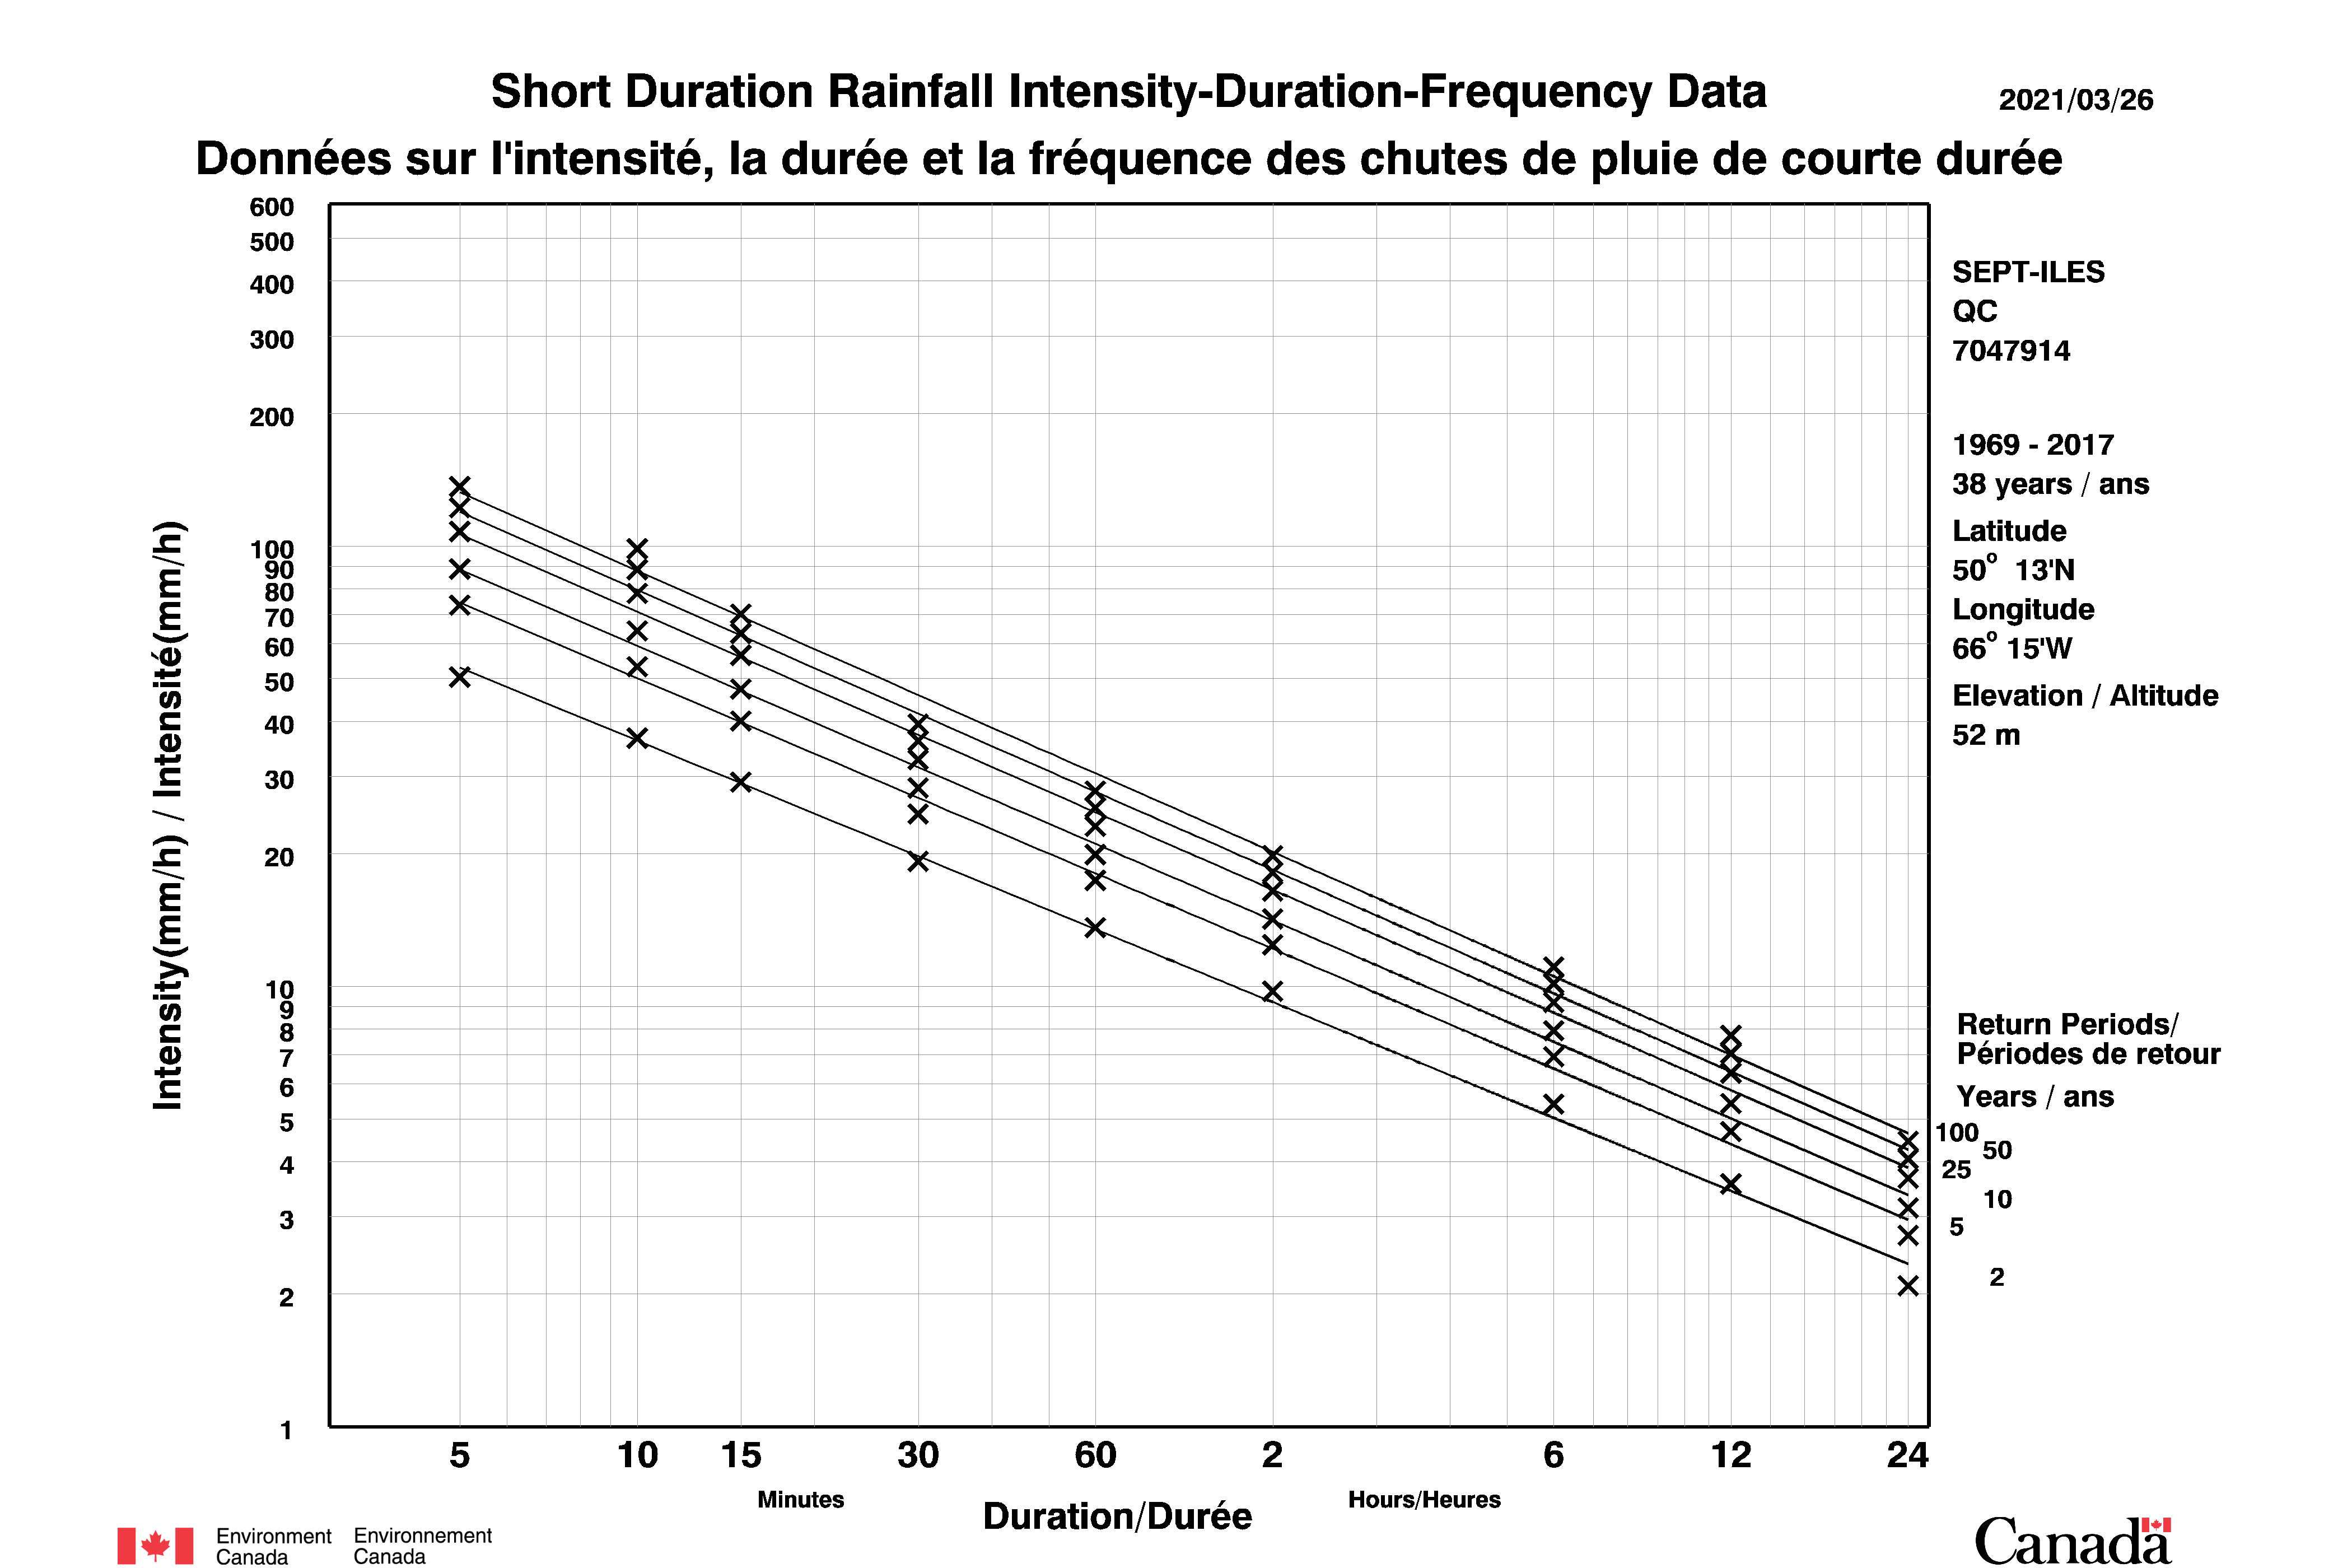 Short Duration Rainfall Intensity-Duration-Frequency Data
2021/03/26
Données sur l'intensité, la durée et la fréquence des chutes de pluie de courte durée
600
500
400
300
200
100
90
80
70
60
50
40
30
20
10
9
8
7
6
5
4
3
2
1
Intensity(mm/h) / Intensité(mm/h)
SEPT-ILES
QC
7047914
1969 - 2017
38 years / ans
Latitude
50° 13'N
Longitude
66° 15'W
Elevation / Altitude
52 m
Return Periods/
Périodes de retour
Years / ans
100
50
25
10
5
2
5 10 15 30 60 2 6 12 24
Minutes
Hours/Heures
Duration/Durée
Environment
Canada
Environnement
Canada
Canada